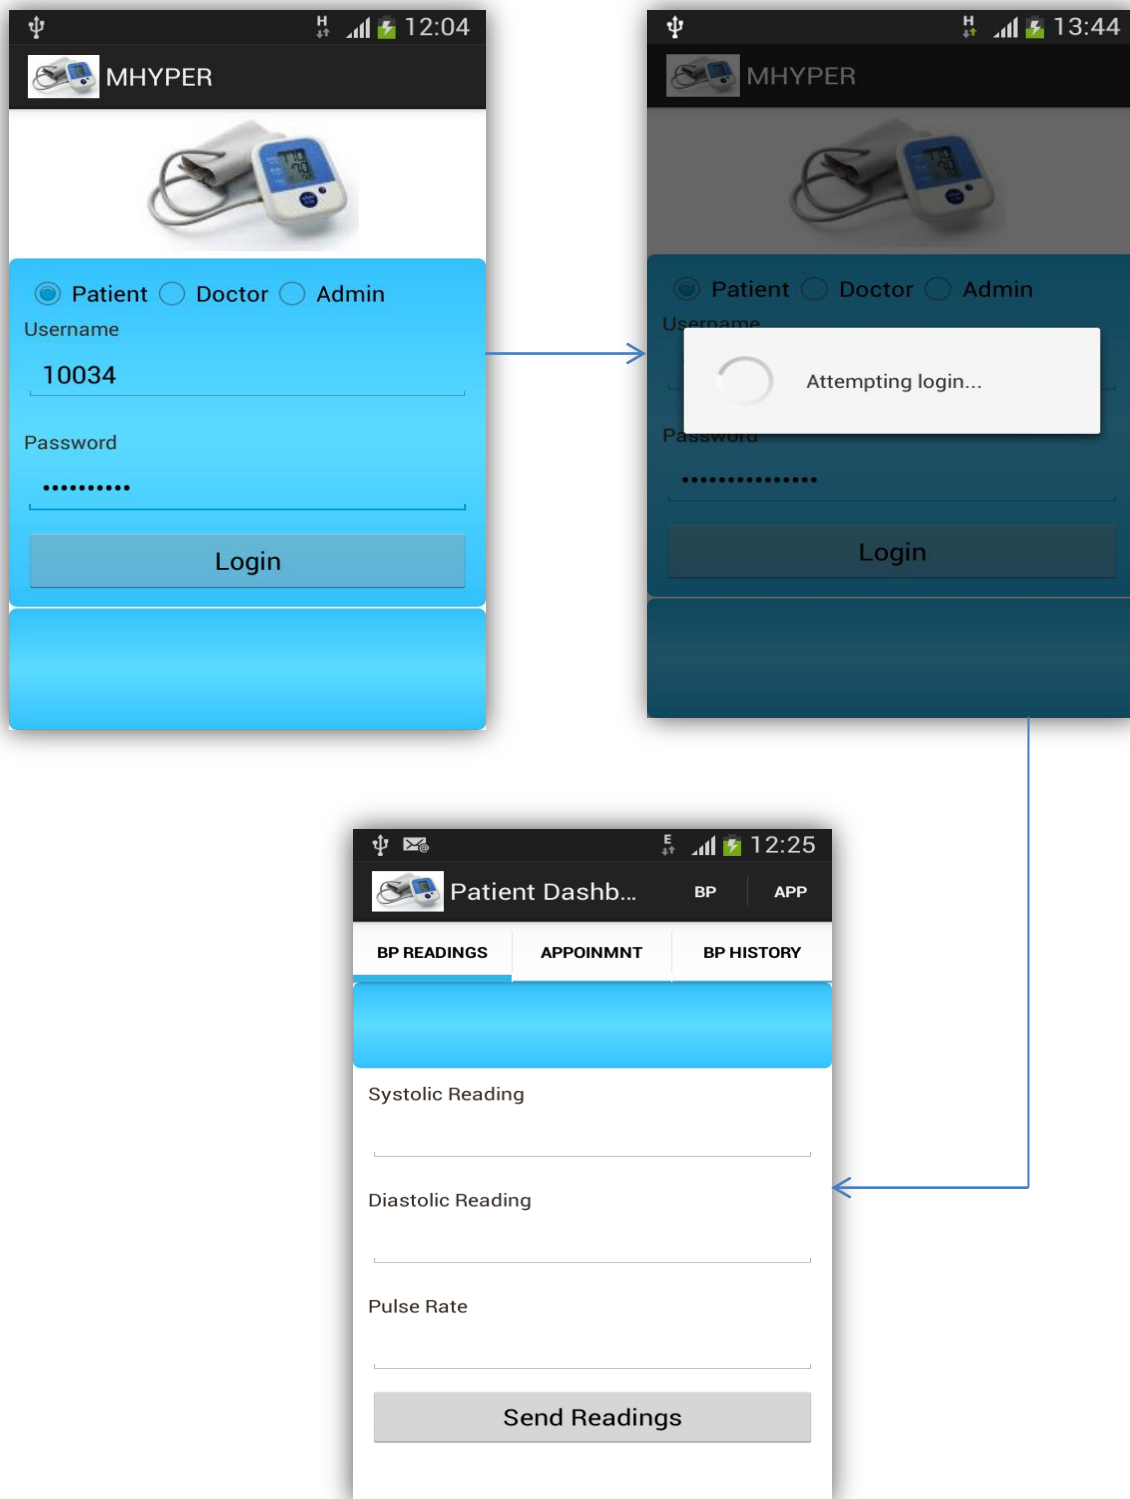 H 12:04
MHYPER
Patient Doctor Admin
Username
10034
Password
••••••••••
Login
H 13:44
MHYPER
Patient Doctor Admin
Username
Attempting login...
Password
•••••••••••••••
Login
E 12:25
Patient Dashb... BP APP
BP READINGS APPOINMNT BP HISTORY
Systolic Reading
Diastolic Reading
Pulse Rate
Send Readings